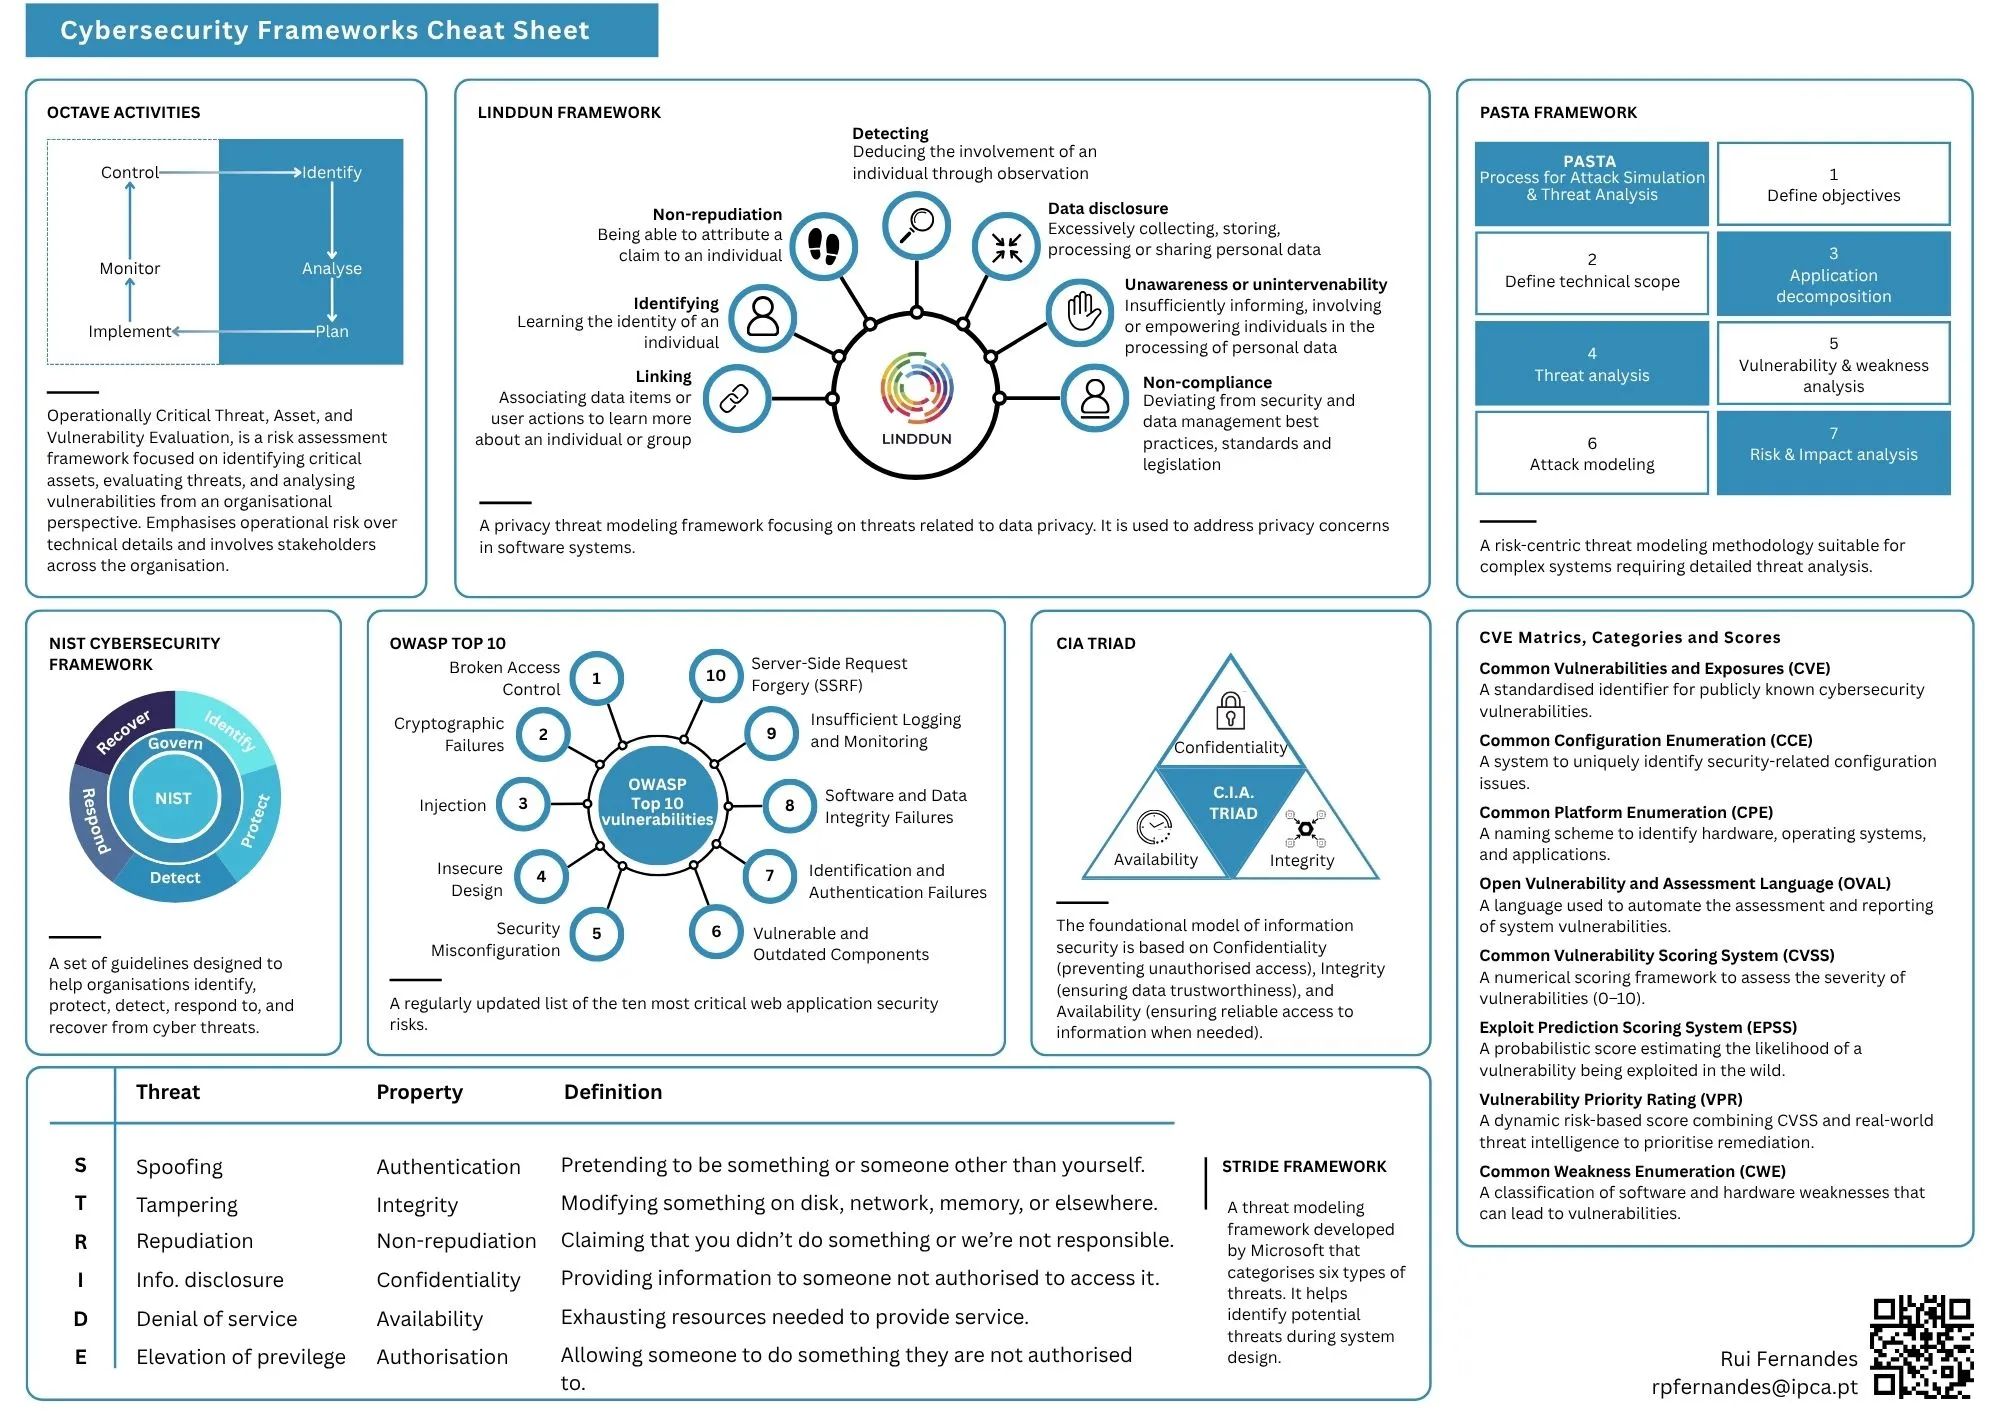 Cybersecurity Frameworks Cheat Sheet
OCTAVE ACTIVITIES
Control
Identify
Monitor
Analyse
Implement
Plan
Operationally Critical Threat, Asset, and
Vulnerability Evaluation, is a risk assessment
framework focused on identifying critical
assets, evaluating threats, and analysing
vulnerabilities from an organisational
perspective. Emphasises operational risk over
technical details and involves stakeholders
across the organisation.
LINDDUN FRAMEWORK
Detecting
Deducing the involvement of an
individual through observation
Non-repudiation
Being able to attribute a
claim to an individual
Data disclosure
Excessively collecting, storing,
processing or sharing personal data
Identifying
Learning the identity of an
individual
Unawareness or unintervenability
Insufficiently informing, involving
or empowering individuals in the
processing of personal data
Linking
Associating data items or
user actions to learn more
about an individual or group
Non-compliance
Deviating from security and
data management best
practices, standards and
legislation
LINDDUN
A privacy threat modeling framework focusing on threats related to data privacy. It is used to address privacy concerns
in software systems.
PASTA FRAMEWORK
PASTA
Process for Attack Simulation
& Threat Analysis
1
Define objectives
2
Define technical scope
3
Application
decomposition
4
Threat analysis
5
Vulnerability & weakness
analysis
6
Attack modeling
7
Risk & Impact analysis
A risk-centric threat modeling methodology suitable for
complex systems requiring detailed threat analysis.
NIST CYBERSECURITY
FRAMEWORK
Recover
Identify
Govern
NIST
Respond
Protect
Detect
A set of guidelines designed to
help organisations identify,
protect, detect, respond to, and
recover from cyber threats.
OWASP TOP 10
Broken Access
Control
1
10
Server-Side Request
Forgery (SSRF)
Cryptographic
Failures
2
9
Insufficient Logging
and Monitoring
Injection
3
OWASP
Top 10
vulnerabilities
8
Software and Data
Integrity Failures
Insecure
Design
4
7
Identification and
Authentication Failures
Security
Misconfiguration
5
6
Vulnerable and
Outdated Components
A regularly updated list of the ten most critical web application security
risks.
CIA TRIAD
Confidentiality
C.I.A.
TRIAD
Availability
Integrity
The foundational model of information
security is based on Confidentiality
(preventing unauthorised access), Integrity
(ensuring data trustworthiness), and
Availability (ensuring reliable access to
information when needed).
CVE Matrics, Categories and Scores
Common Vulnerabilities and Exposures (CVE)
A standardised identifier for publicly known cybersecurity
vulnerabilities.
Common Configuration Enumeration (CCE)
A system to uniquely identify security-related configuration
issues.
Common Platform Enumeration (CPE)
A naming scheme to identify hardware, operating systems,
and applications.
Open Vulnerability and Assessment Language (OVAL)
A language used to automate the assessment and reporting
of system vulnerabilities.
Common Vulnerability Scoring System (CVSS)
A numerical scoring framework to assess the severity of
vulnerabilities (0–10).
Exploit Prediction Scoring System (EPSS)
A probabilistic score estimating the likelihood of a
vulnerability being exploited in the wild.
Vulnerability Priority Rating (VPR)
A dynamic risk-based score combining CVSS and real-world
threat intelligence to prioritise remediation.
Common Weakness Enumeration (CWE)
A classification of software and hardware weaknesses that
can lead to vulnerabilities.
Threat Property Definition
S Spoofing Authentication Pretending to be something or someone other than yourself.
T Tampering Integrity Modifying something on disk, network, memory, or elsewhere.
R Repudiation Non-repudiation Claiming that you didn’t do something or we’re not responsible.
I Info. disclosure Confidentiality Providing information to someone not authorised to access it.
D Denial of service Availability Exhausting resources needed to provide service.
E Elevation of previlege Authorisation Allowing someone to do something they are not authorised
to.
STRIDE FRAMEWORK
A threat modeling
framework developed
by Microsoft that
categorises six types of
threats. It helps
identify potential
threats during system
design.
Rui Fernandes
rpfernandes@ipca.pt